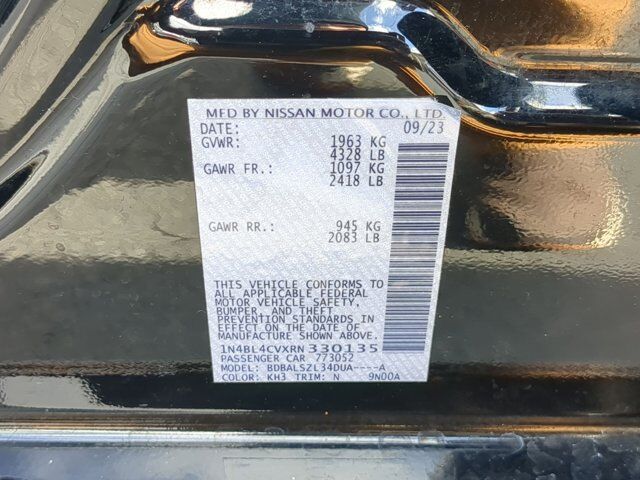 MFD BY NISSAN MOTOR CO., LTD.
DATE: 09/23
GVWR: 1963 KG
4328 LB
GAWR FR.: 1097 KG
2418 LB
GAWR RR.: 945 KG
2083 LB
THIS VEHICLE CONFORMS TO
ALL APPLICABLE FEDERAL
MOTOR VEHICLE SAFETY,
BUMPER, AND THEFT
PREVENTION STANDARDS IN
EFFECT ON THE DATE OF
MANUFACTURE SHOWN ABOVE.
1N4BL4CVXRN330135
PASSENGER CAR 773052
MODEL: BDBALSZL34DUA----A
COLOR: KH3 TRIM: N 9N00A